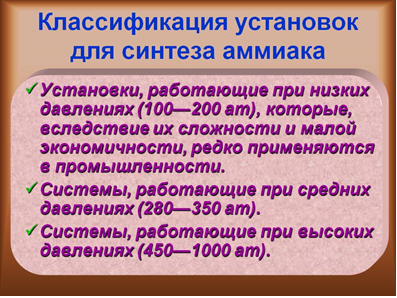 Классификация установок
для синтеза аммиака
Установки, работающие при низких
давлениях (100—200 ат), которые,
вследствие их сложности и малой
экономичности, редко применяются
в промышленности.
Системы, работающие при средних
давлениях (280—350 ат).
Системы, работающие при высоких
давлениях (450—1000 ат).